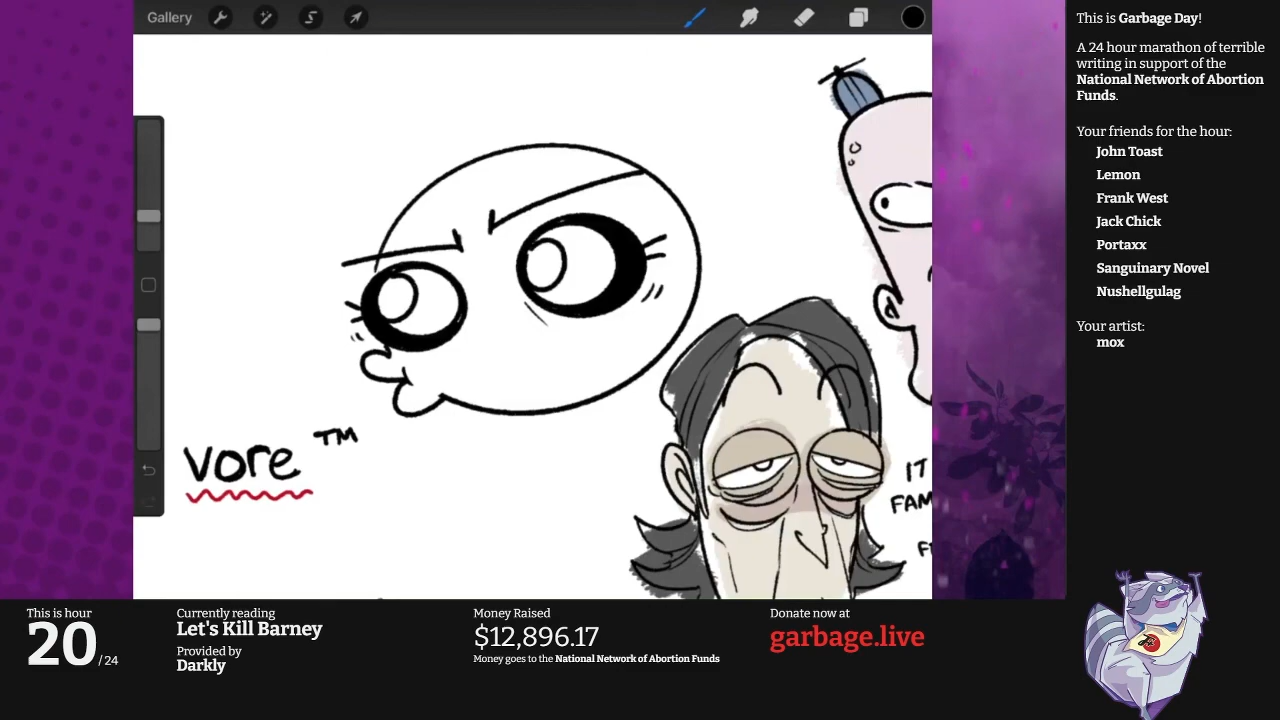 Gallery
vore ™
IT
FAM
This is Garbage Day!
A 24 hour marathon of terrible
writing in support of the
National Network of Abortion
Funds.
Your friends for the hour:
John Toast
Lemon
Frank West
Jack Chick
Portaxx
Sanguinary Novel
Nushellgulag
Your artist:
mox
This is hour
20 / 24
Currently reading
Let's Kill Barney
Provided by
Darkly
Money Raised
$12,896.17
Money goes to the National Network of Abortion Funds
Donate now at
garbage.live